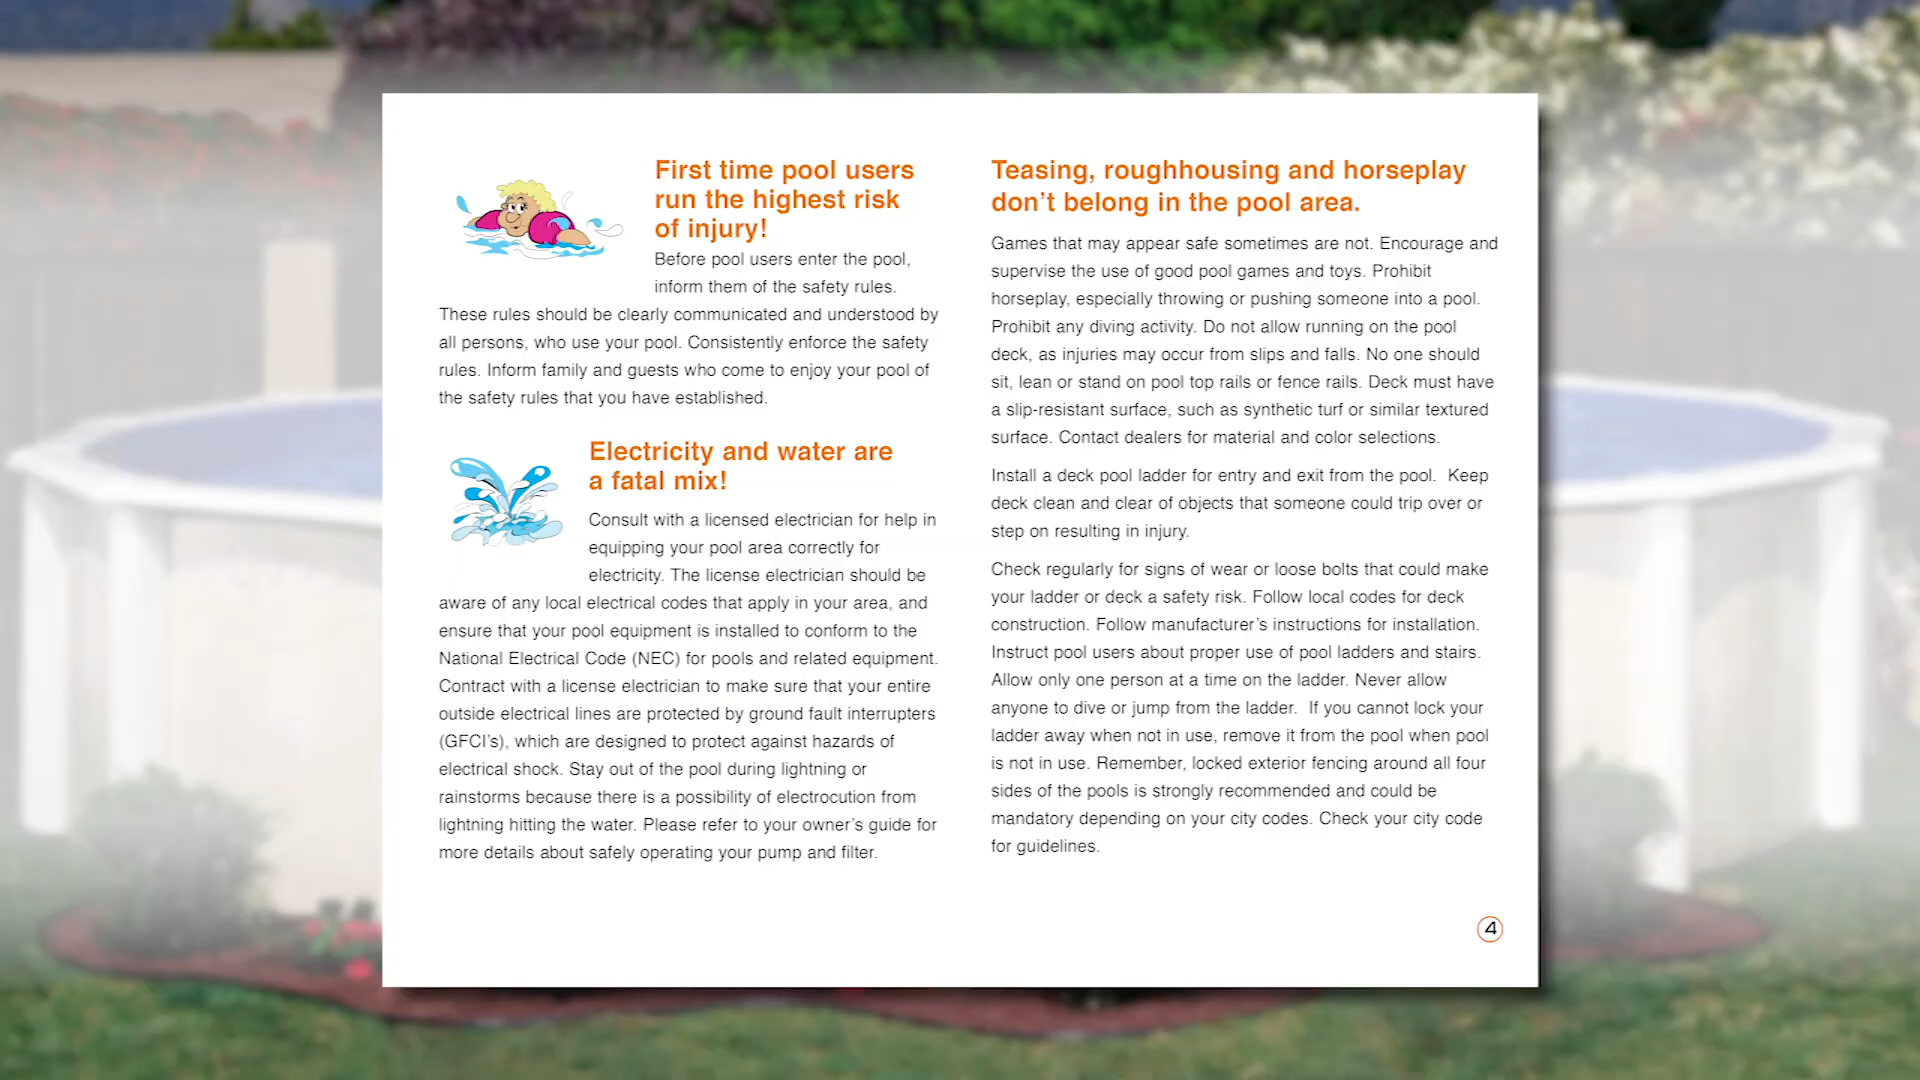 First time pool users
run the highest risk
of injury!
Before pool users enter the pool,
inform them of the safety rules.
These rules should be clearly communicated and understood by
all persons, who use your pool. Consistently enforce the safety
rules. Inform family and guests who come to enjoy your pool of
the safety rules that you have established.
Electricity and water are
a fatal mix!
Consult with a licensed electrician for help in
equipping your pool area correctly for
electricity. The license electrician should be
aware of any local electrical codes that apply in your area, and
ensure that your pool equipment is installed to conform to the
National Electrical Code (NEC) for pools and related equipment.
Contract with a license electrician to make sure that your entire
outside electrical lines are protected by ground fault interrupters
(GFCI's), which are designed to protect against hazards of
electrical shock. Stay out of the pool during lightning or
rainstorms because there is a possibility of electrocution from
lightning hitting the water. Please refer to your owner's guide for
more details about safely operating your pump and filter.
Teasing, roughhousing and horseplay
don't belong in the pool area.
Games that may appear safe sometimes are not. Encourage and
supervise the use of good pool games and toys. Prohibit
horseplay, especially throwing or pushing someone into a pool.
Prohibit any diving activity. Do not allow running on the pool
deck, as injuries may occur from slips and falls. No one should
sit, lean or stand on pool top rails or fence rails. Deck must have
a slip-resistant surface, such as synthetic turf or similar textured
surface. Contact dealers for material and color selections.
Install a deck pool ladder for entry and exit from the pool. Keep
deck clean and clear of objects that someone could trip over or
step on resulting in injury.
Check regularly for signs of wear or loose bolts that could make
your ladder or deck a safety risk. Follow local codes for deck
construction. Follow manufacturer's instructions for installation.
Instruct pool users about proper use of pool ladders and stairs.
Allow only one person at a time on the ladder. Never allow
anyone to dive or jump from the ladder. If you cannot lock your
ladder away when not in use, remove it from the pool when pool
is not in use. Remember, locked exterior fencing around all four
sides of the pools is strongly recommended and could be
mandatory depending on your city codes. Check your city code
for guidelines.
4